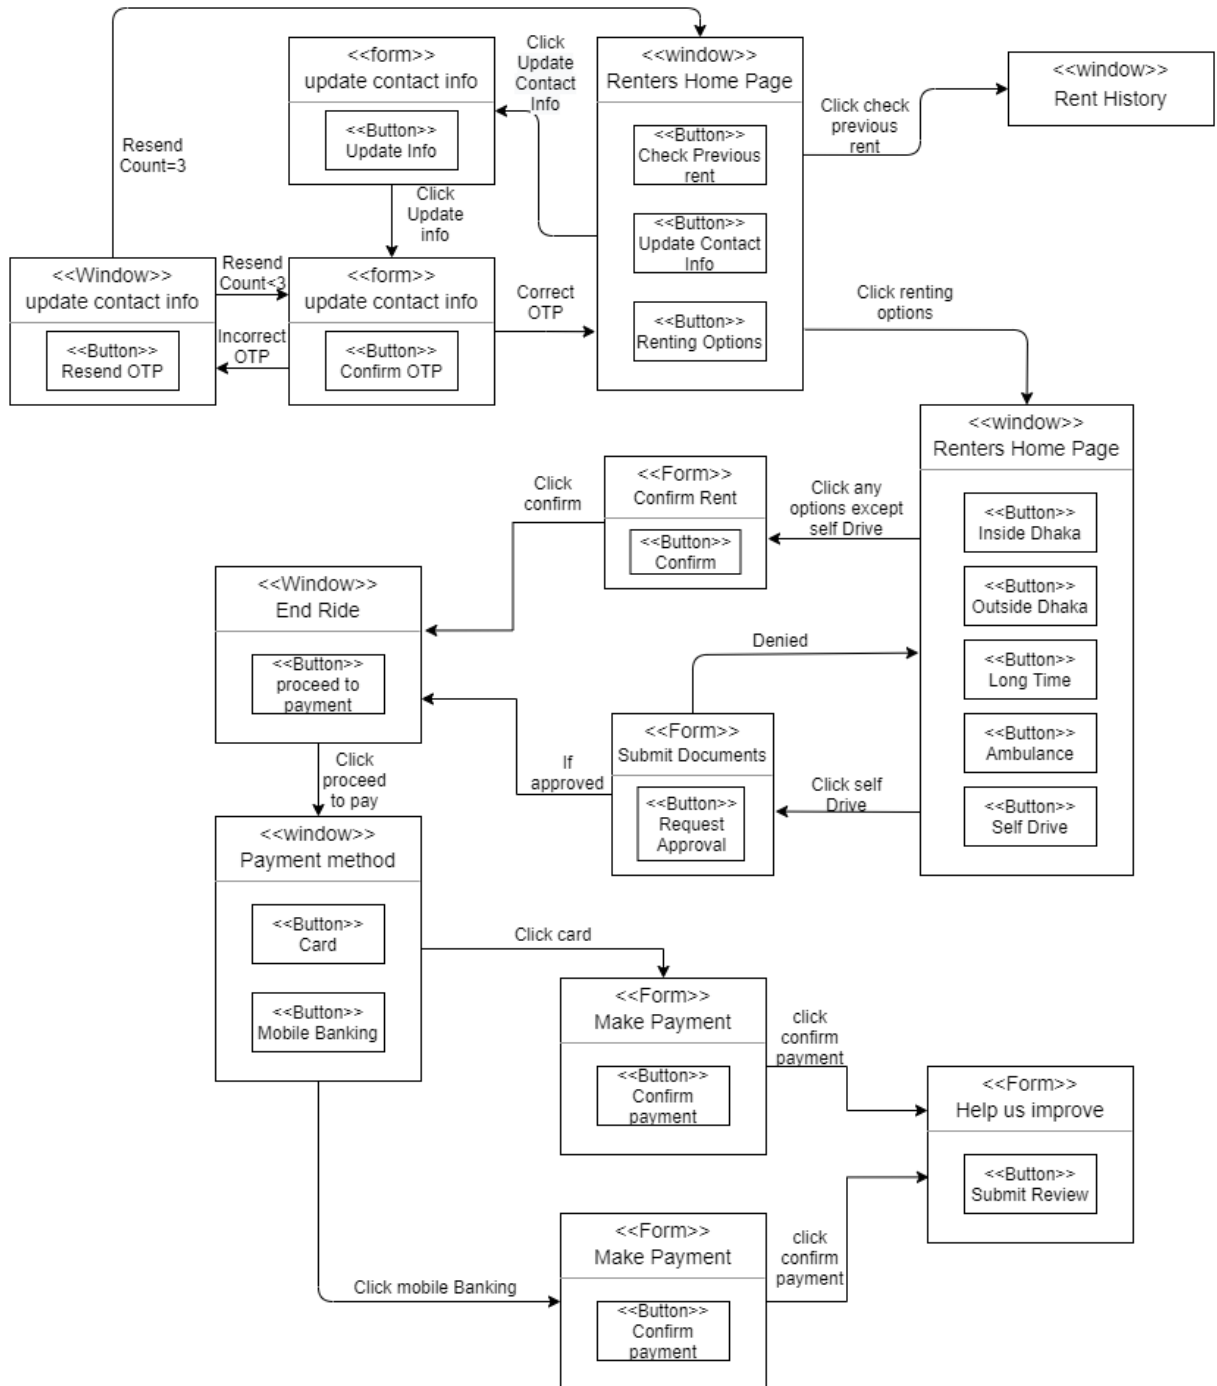 <<form>>
update contact info
<<Button>>
Update Info
Click
Update
Contact
Info
<<window>>
Renters Home Page
<<Button>>
Check Previous
rent
<<Button>>
Update Contact
Info
<<Button>>
Renting Options
Click check
previous
rent
<<window>>
Rent History
Resend
Count=3
Click
Update
info
<<Window>>
update contact info
<<Button>>
Resend OTP
Resend
Count<3
Incorrect
OTP
<<form>>
update contact info
<<Button>>
Confirm OTP
Correct
OTP
Click renting
options
<<window>>
Renters Home Page
<<Button>>
Inside Dhaka
<<Button>>
Outside Dhaka
<<Button>>
Long Time
<<Button>>
Ambulance
<<Button>>
Self Drive
Click any
options except
self Drive
<<Form>>
Confirm Rent
<<Button>>
Confirm
Click
confirm
<<Window>>
End Ride
<<Button>>
proceed to
payment
Denied
<<Form>>
Submit Documents
<<Button>>
Request
Approval
Click self
Drive
If
approved
Click
proceed
to pay
<<window>>
Payment method
<<Button>>
Card
<<Button>>
Mobile Banking
Click card
<<Form>>
Make Payment
<<Button>>
Confirm
payment
click
confirm
payment
<<Form>>
Help us improve
<<Button>>
Submit Review
Click mobile Banking
<<Form>>
Make Payment
<<Button>>
Confirm
payment
click
confirm
payment